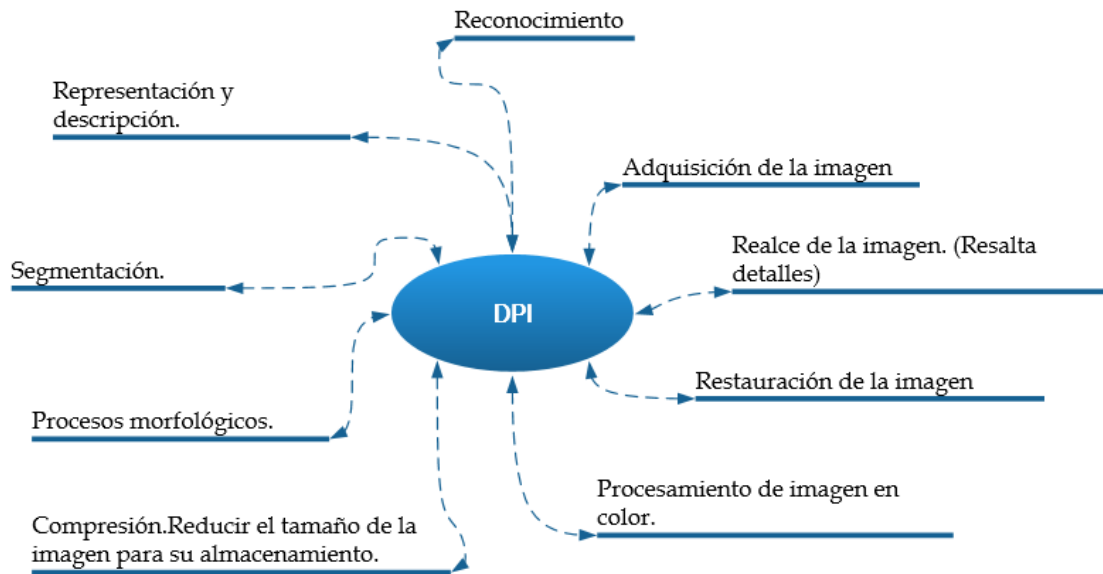 Reconocimiento
Representación y
descripción.
Adquisición de la imagen
Realce de la imagen. (Resalta
detalles)
Segmentación.
DPI
Restauración de la imagen
Procesos morfológicos.
Procesamiento de imagen en
color.
Compresión.Reducir el tamaño de la
imagen para su almacenamiento.